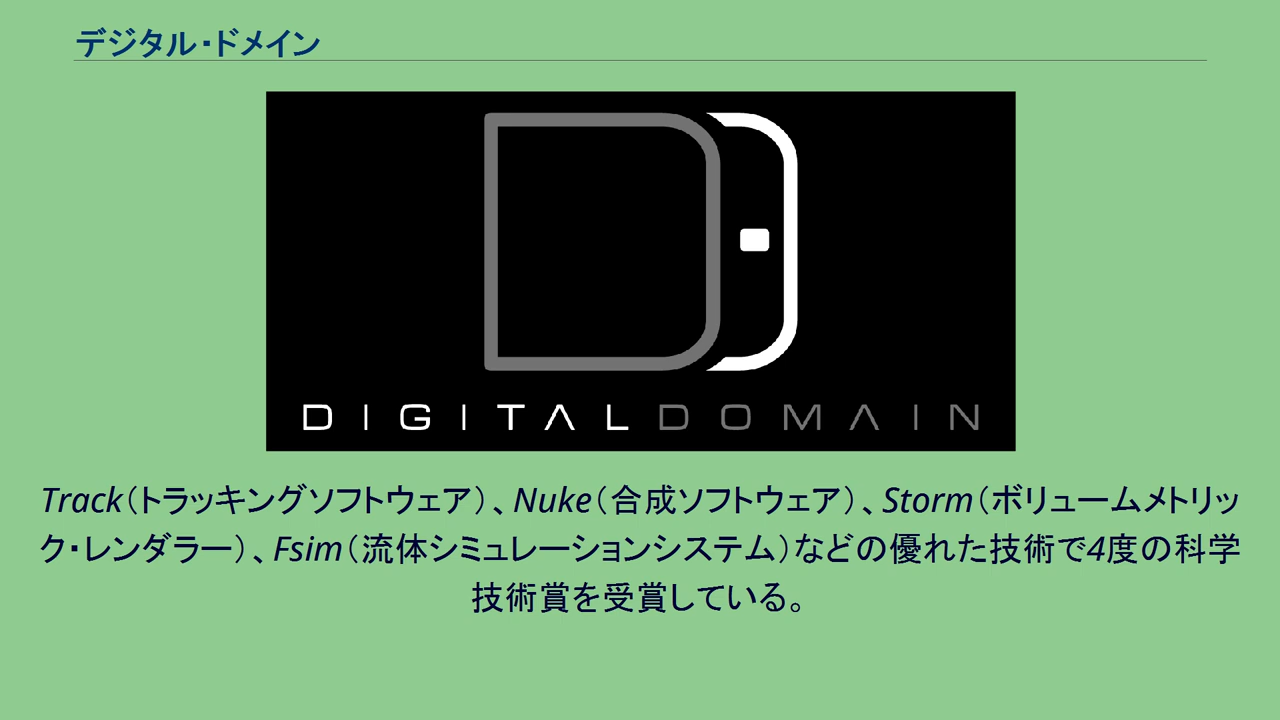 デジタル・ドメイン
DIGITALDOMAIN
Track(トラッキングソフトウェア)、Nuke(合成ソフトウェア)、Storm(ボリュームメトリッ
ク・レンダラー)、Fsim(流体シミュレーションシステム)などの優れた技術で4度の科学
技術賞を受賞している。